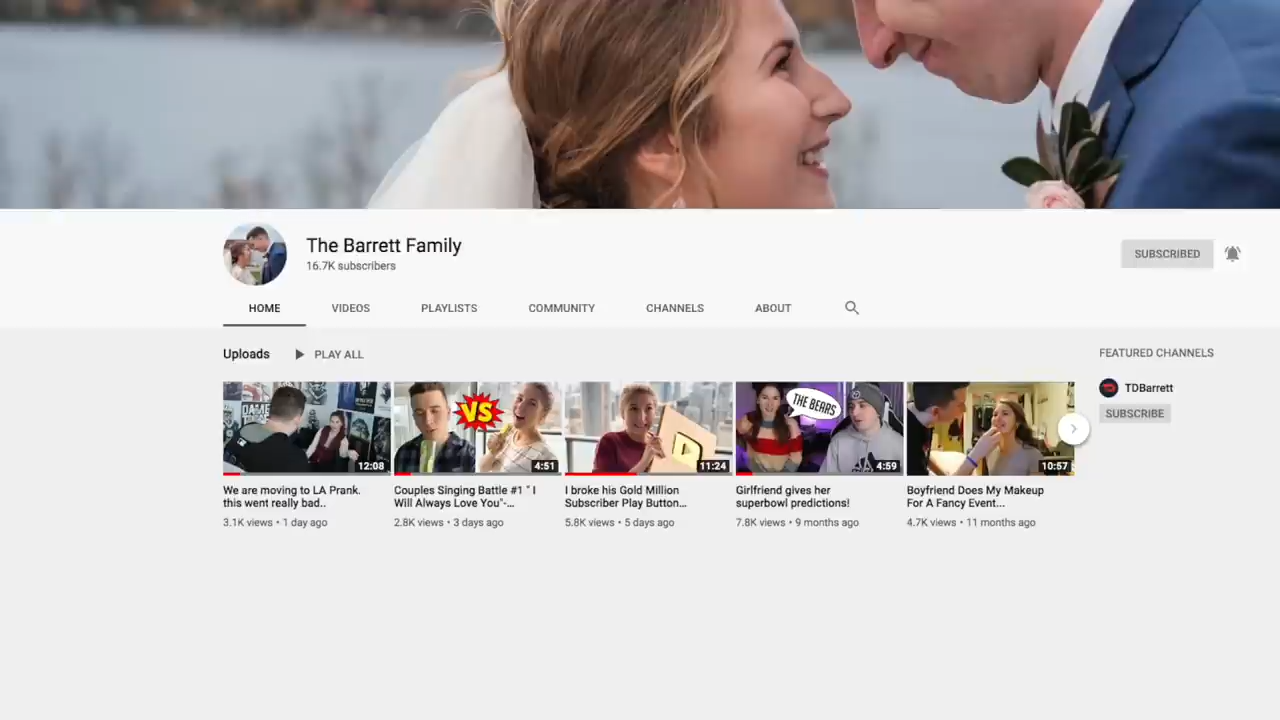 The Barrett Family
16.7K subscribers
SUBSCRIBED
HOME VIDEOS PLAYLISTS COMMUNITY CHANNELS ABOUT
Uploads PLAY ALL
FEATURED CHANNELS
TDBarrett
SUBSCRIBE
12:08
We are moving to LA Prank.
this went really bad..
3.1K views • 1 day ago
VS
4:51
Couples Singing Battle #1 " I
Will Always Love You"-...
2.8K views • 3 days ago
11:24
I broke his Gold Million
Subscriber Play Button...
5.8K views • 5 days ago
THE BEARS
4:59
Girlfriend gives her
superbowl predictions!
7.8K views • 9 months ago
10:57
Boyfriend Does My Makeup
For A Fancy Event...
4.7K views • 11 months ago